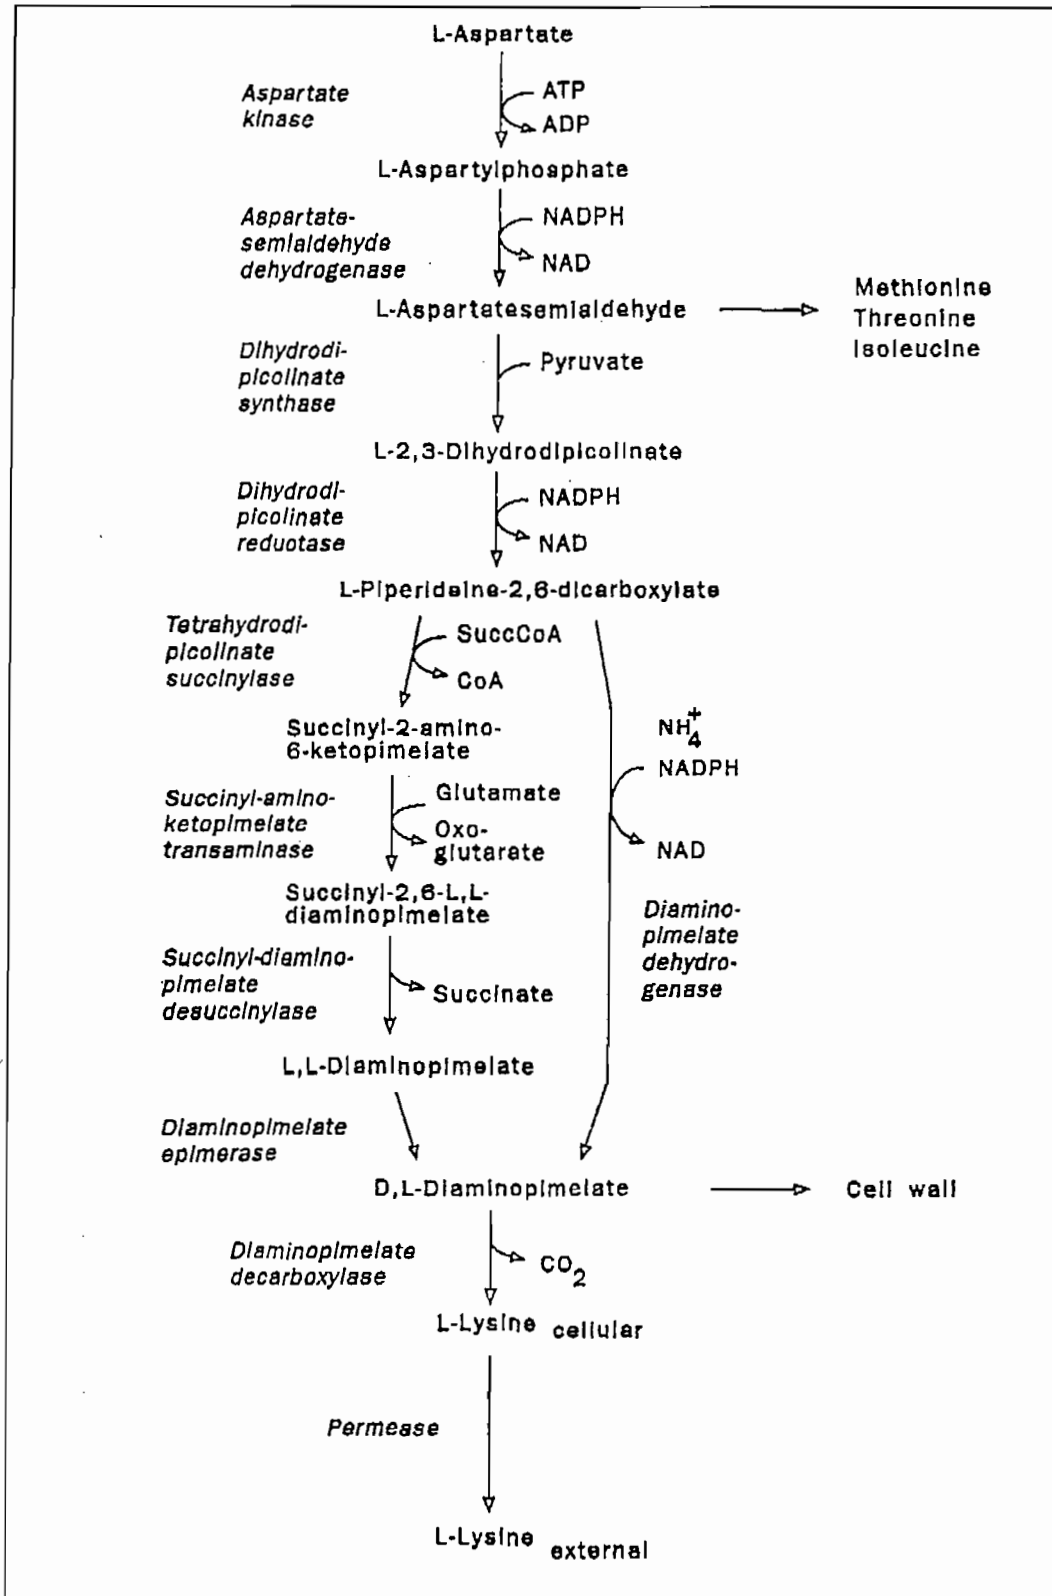 L-Aspartate
Aspartate
kinase
ATP
ADP
L-Aspartylphosphate
Aspartate-
semialdehyde
dehydrogenase
NADPH
NAD
L-Aspartatesemialdehyde
Methionine
Threonine
Isoleucine
Dihydrodi-
picolinate
synthase
Pyruvate
L-2,3-Dihydrodipicolinate
Dihydrodi-
picolinate
reduotase
NADPH
NAD
L-Piperideine-2,6-dicarboxylate
Tetrahydrodi-
picolinate
succinylase
SuccCoA
CoA
Succinyl-2-amino-
6-ketopimelate
NH4+
NADPH
NAD
Succinyl-amino-
ketopimelate
transaminase
Glutamate
Oxo-
glutarate
Succinyl-2,6-L,L-
diaminopimelate
Diamino-
pimelate
dehydro-
genase
Succinyl-diamino-
pimelate
desuccinylase
Succinate
L,L-Diaminopimelate
Diaminopimelate
epimerase
D,L-Diaminopimelate
Cell wall
Diaminopimelate
decarboxylase
CO2
L-Lysine cellular
Permease
L-Lysine external